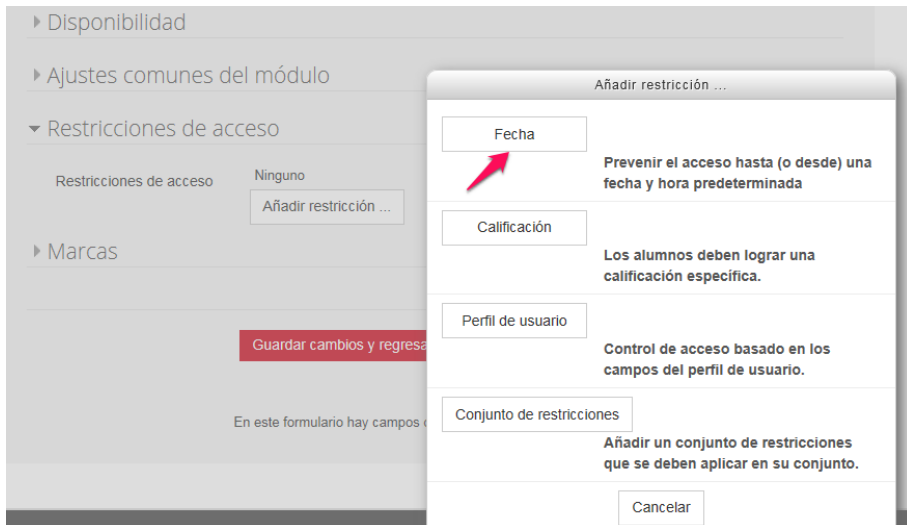 Disponibilidad
Ajustes comunes del módulo
Restricciones de acceso
Restricciones de acceso
Ninguno
Añadir restricción ...
Marcas
Guardar cambios y regresa
En este formulario hay campos
Añadir restricción ...
Fecha
Prevenir el acceso hasta (o desde) una
fecha y hora predeterminada
Calificación
Los alumnos deben lograr una
calificación específica.
Perfil de usuario
Control de acceso basado en los
campos del perfil de usuario.
Conjunto de restricciones
Añadir un conjunto de restricciones
que se deben aplicar en su conjunto.
Cancelar